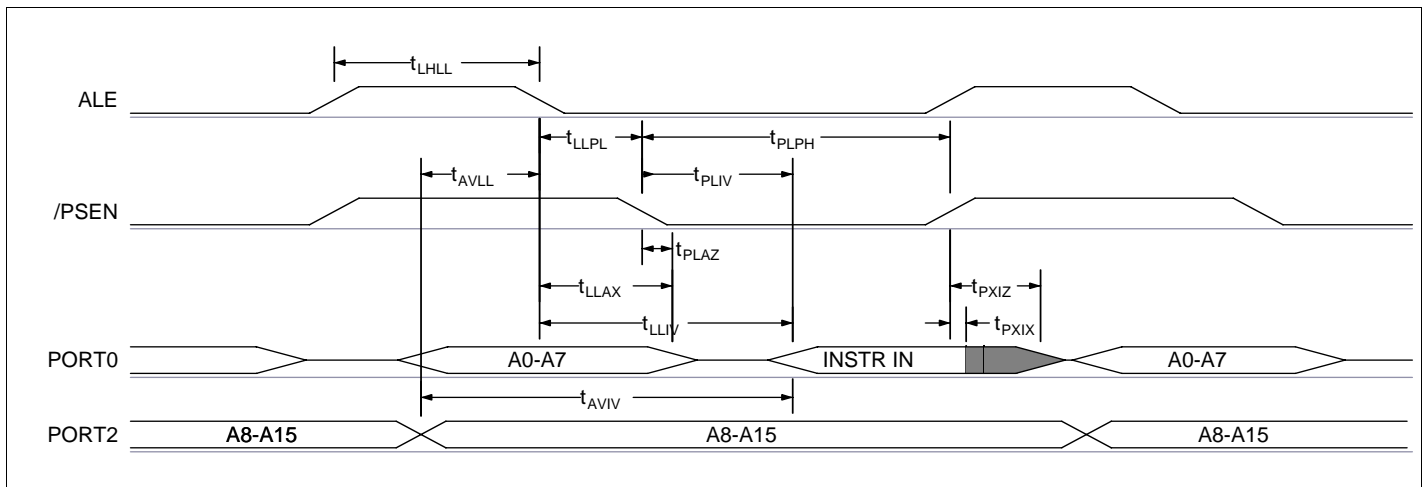 tLHLL
ALE
tLLPL
tPLPH
tAVLL
tPLIV
/PSEN
tPLAZ
tLLAX
tPXIZ
tLLIV
tPXIX
PORT0
A0-A7
INSTR IN
A0-A7
tAVIV
PORT2
A8-A15
A8-A15
A8-A15